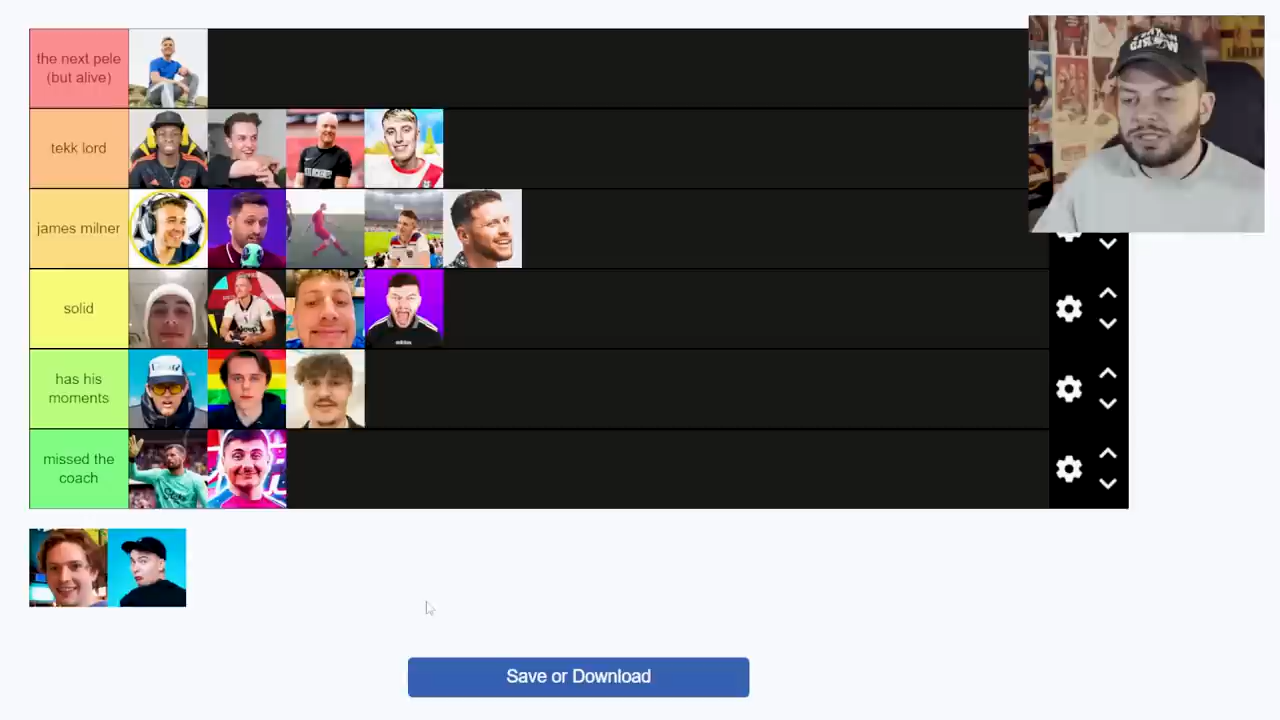 the next pele
(but alive)
tekk lord
james milner
solid
has his
moments
missed the
coach
Save or Download